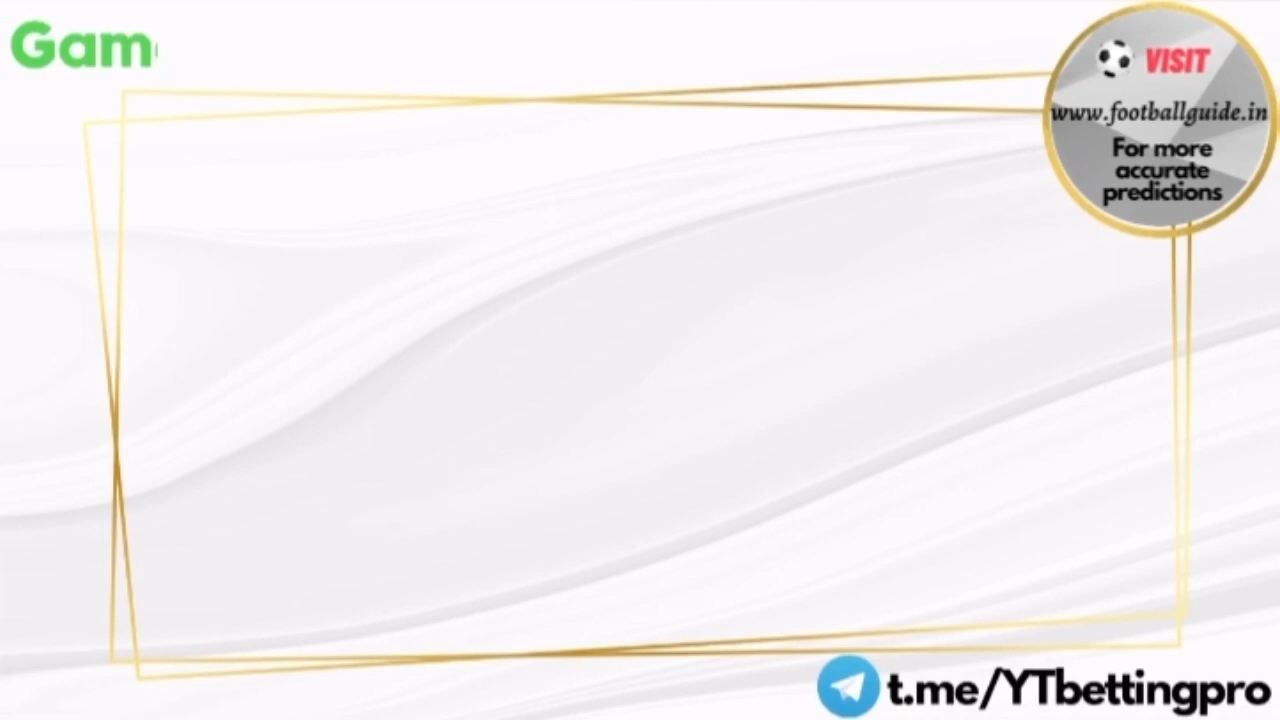 Gam
VISIT
www.footballguide.in
For more
accurate
predictions
t.me/YTbettingpro